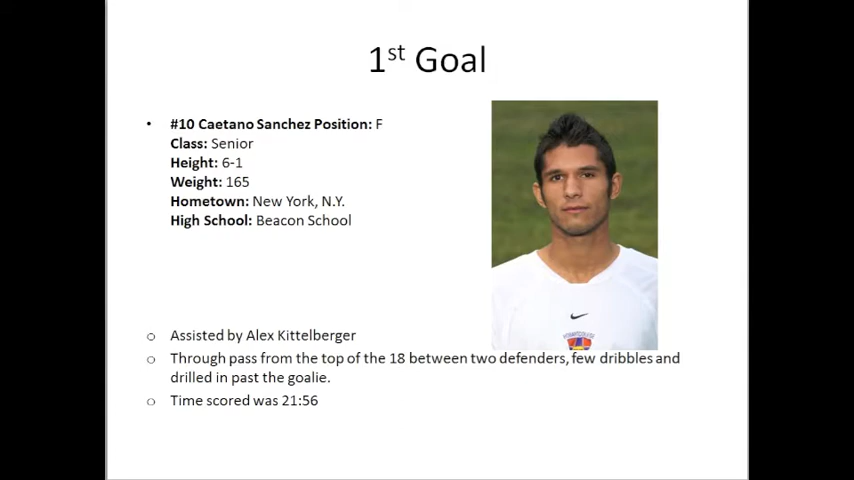 1st Goal
• #10 Caetano Sanchez Position: F
Class: Senior
Height: 6-1
Weight: 165
Hometown: New York, N.Y.
High School: Beacon School
o Assisted by Alex Kittelberger
o Through pass from the top of the 18 between two defenders, few dribbles and
drilled in past the goalie.
o Time scored was 21:56